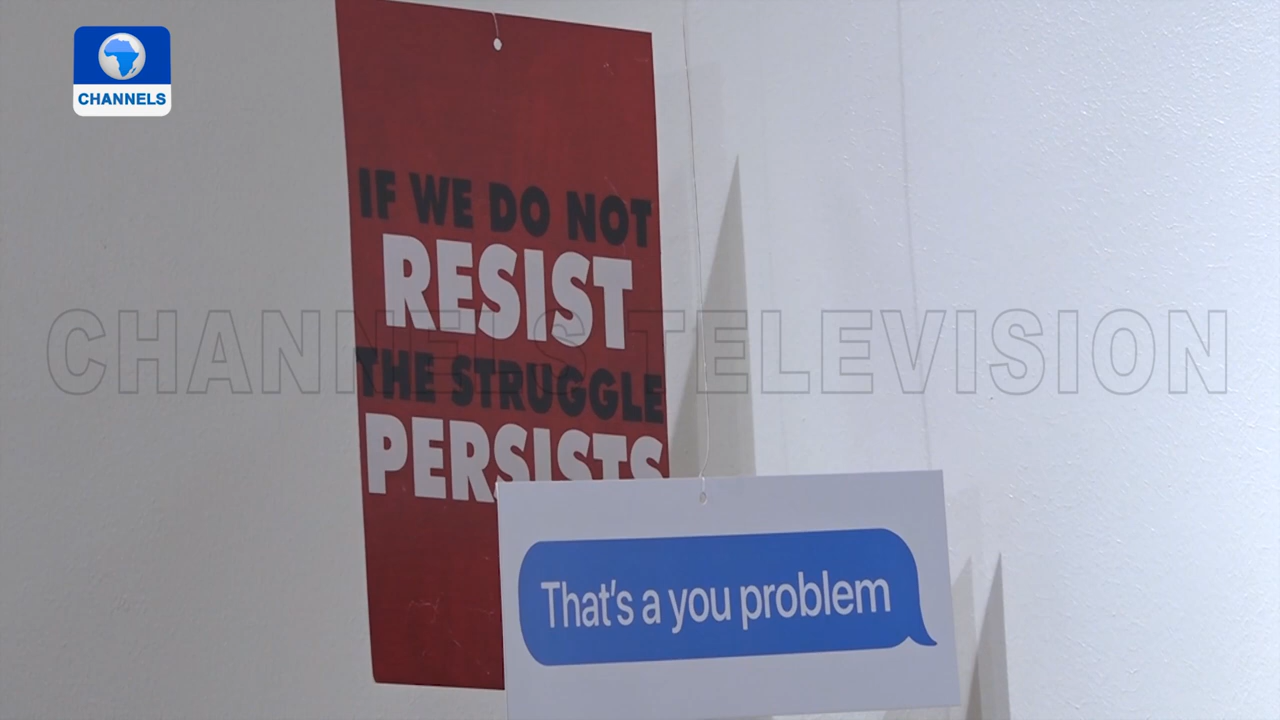 CHANNELS
IF WE DO NOT
RESIST
THE STRUGGLE
PERSISTS
CHANNELS TELEVISION
That's a you problem